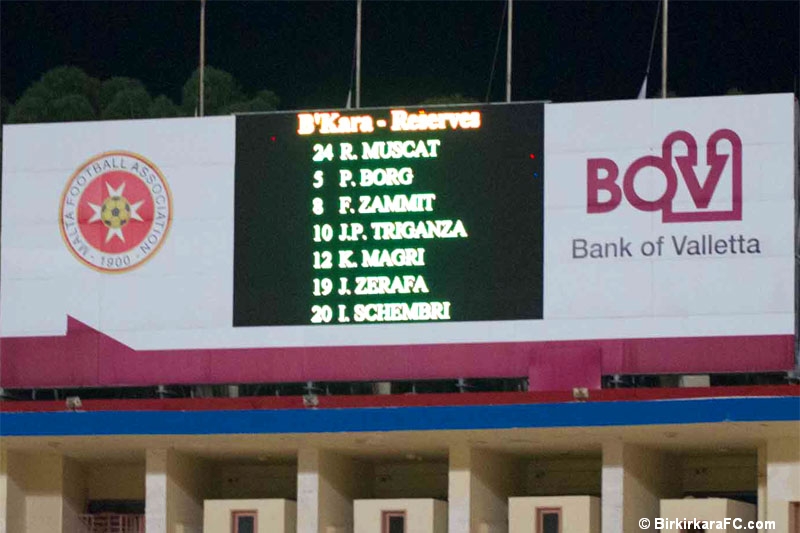 B'Kara - Reserves
24 R. MUSCAT
5 P. BORG
8 F. ZAMMIT
10 J.P. TRIGANZA
12 K. MAGRI
19 J. ZERAFA
20 I. SCHEMBRI
MALTA FOOTBALL ASSOCIATION
- 1900 -
BOV
Bank of Valletta
© BirkirkaraFC.com